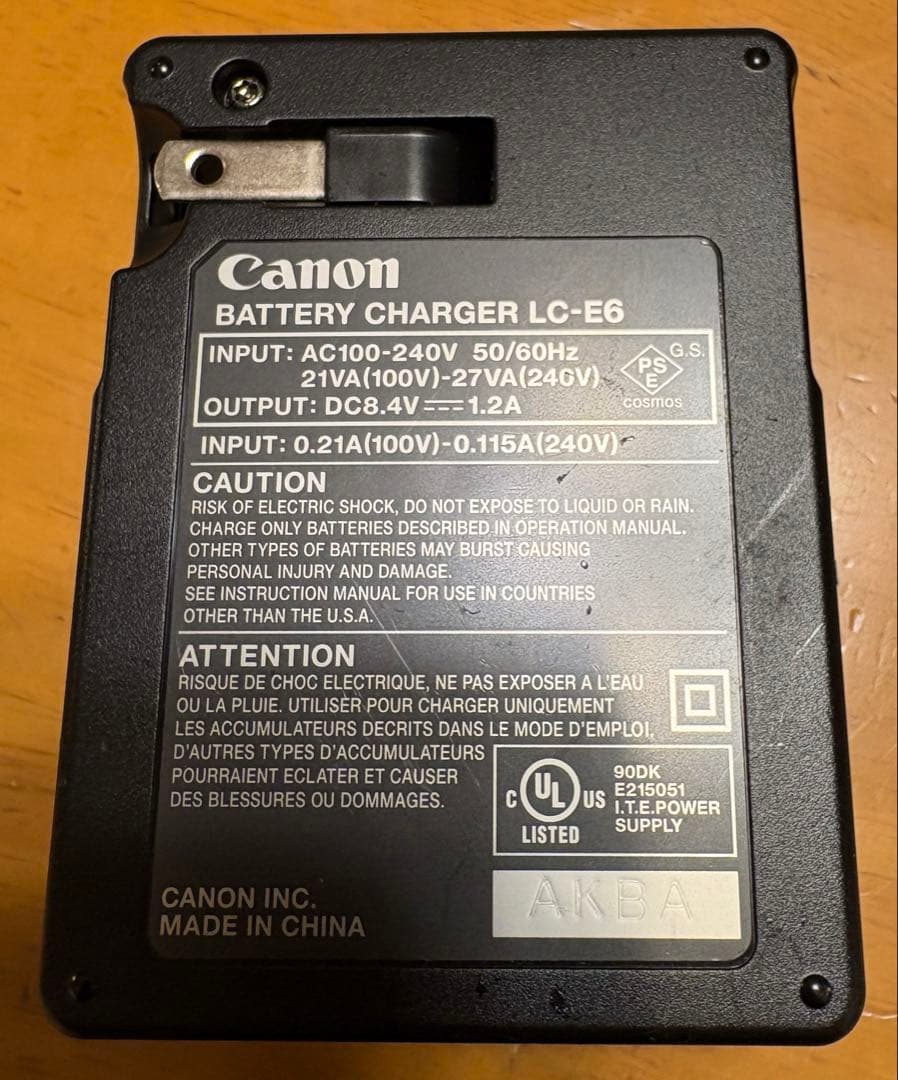 Canon
BATTERY CHARGER LC-E6
INPUT: AC100-240V 50/60Hz
21VA(100V)-27VA(240V)
OUTPUT: DC8.4V⎓1.2A
PS
E
G.S.
cosmos
INPUT: 0.21A(100V)-0.115A(240V)
CAUTION
RISK OF ELECTRIC SHOCK, DO NOT EXPOSE TO LIQUID OR RAIN.
CHARGE ONLY BATTERIES DESCRIBED IN OPERATION MANUAL.
OTHER TYPES OF BATTERIES MAY BURST CAUSING
PERSONAL INJURY AND DAMAGE.
SEE INSTRUCTION MANUAL FOR USE IN COUNTRIES
OTHER THAN THE U.S.A.
ATTENTION
RISQUE DE CHOC ELECTRIQUE, NE PAS EXPOSER A L'EAU
OU LA PLUIE. UTILISER POUR CHARGER UNIQUEMENT
LES ACCUMULATEURS DECRITS DANS LE MODE D'EMPLOI,
D'AUTRES TYPES D'ACCUMULATEURS
POURRAIENT ECLATER ET CAUSER
DES BLESSURES OU DOMMAGES.
C UL US
LISTED
90DK
E215051
I.T.E.POWER
SUPPLY
CANON INC.
MADE IN CHINA
AKBA